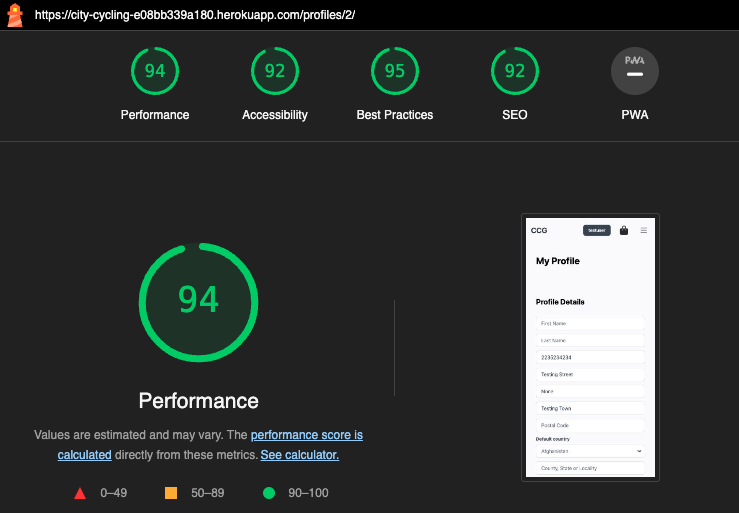 https://city-cycling-e08bb339a180.herokuapp.com/profiles/2/
94
92
95
92
PWA
Performance
Accessibility
Best Practices
SEO
PWA
94
Performance
Values are estimated and may vary. The performance score is
calculated directly from these metrics. See calculator.
0–49
50–89
90–100
CCG
testuser
My Profile
Profile Details
First Name
Last Name
2235234234
Testing Street
None
Testing Town
Postal Code
Default country
Afghanistan
County, State or Locality